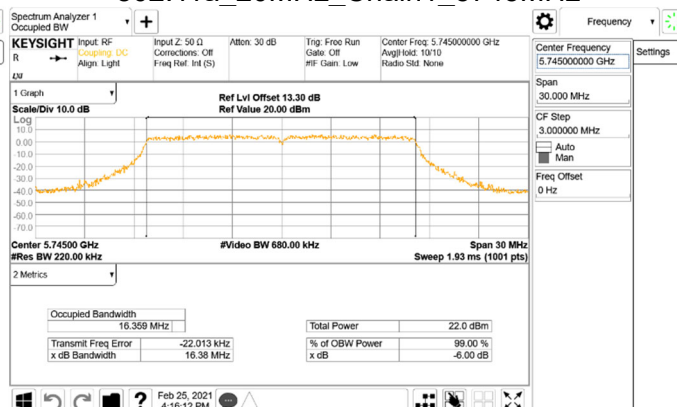 Spectrum Analyzer 1
Occupied BW
KEYSIGHT
R
Input: RF
Coupling: DC
Align: Light
Input Z: 50 Ω
Corrections: Off
Freq Ref: Int (S)
Atten: 30 dB
Trig: Free Run
Gate: Off
#IF Gain: Low
Center Freq: 5.745000000 GHz
Avg|Hold: 10/10
Radio Std: None
LXI
1 Graph
Scale/Div 10.0 dB
Ref Lvl Offset 13.30 dB
Ref Value 20.00 dBm
Log
10.0
0.00
-10.0
-20.0
-30.0
-40.0
-50.0
-60.0
-70.0
Center 5.74500 GHz
#Res BW 220.00 kHz
#Video BW 680.00 kHz
Span 30 MHz
Sweep 1.93 ms (1001 pts)
2 Metrics
Occupied Bandwidth
16.359 MHz
Transmit Freq Error -22.013 kHz
x dB Bandwidth 16.38 MHz
Total Power 22.0 dBm
% of OBW Power 99.00 %
x dB -6.00 dB
Feb 25, 2021
4:16:12 PM
Frequency
Settings
Center Frequency
5.745000000 GHz
Span
30.000 MHz
CF Step
3.000000 MHz
Auto
Man
Freq Offset
0 Hz